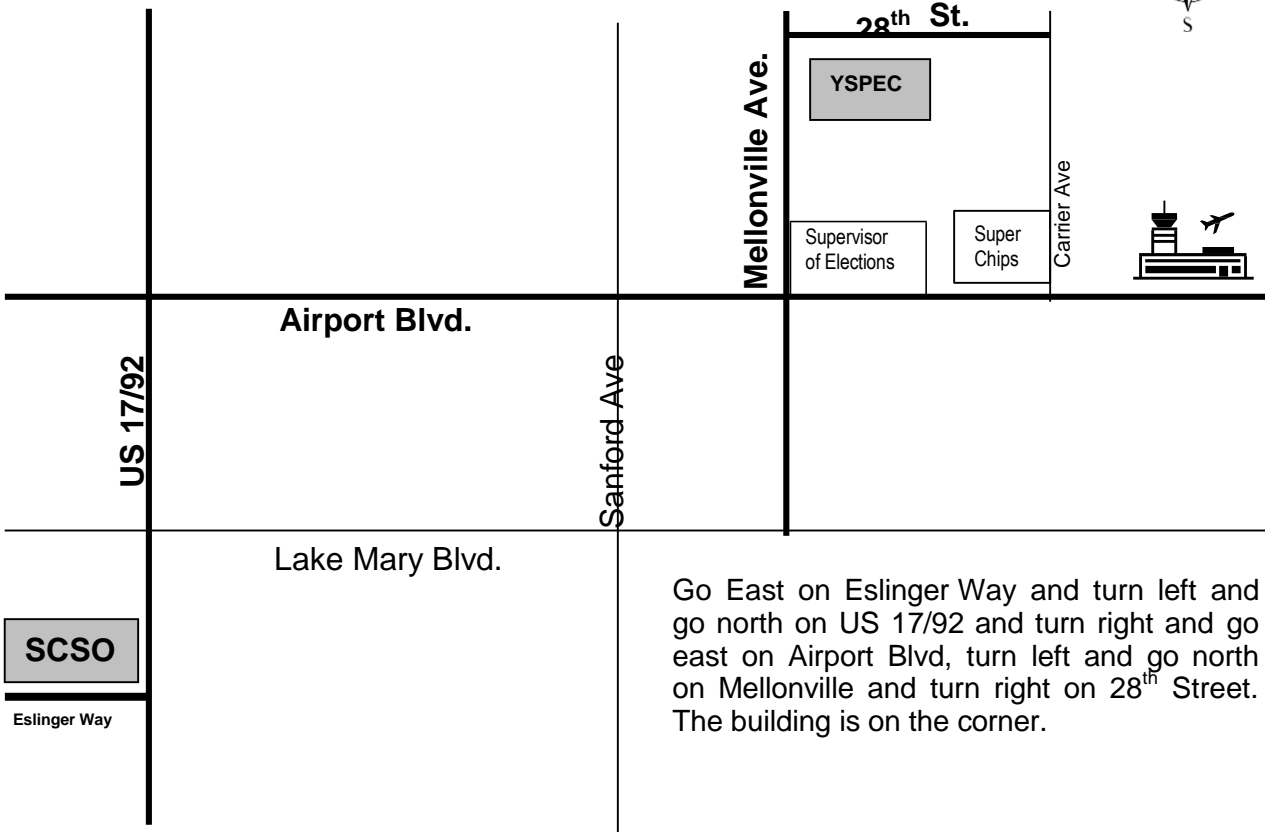 28th St.
S
Mellonville Ave.
YSPEC
Carrier Ave
Supervisor
of Elections
Super
Chips
Airport Blvd.
US 17/92
Sanford Ave
Lake Mary Blvd.
SCSO
Eslinger Way
Go East on Eslinger Way and turn left and
go north on US 17/92 and turn right and go
east on Airport Blvd, turn left and go north
on Mellonville and turn right on 28th Street.
The building is on the corner.